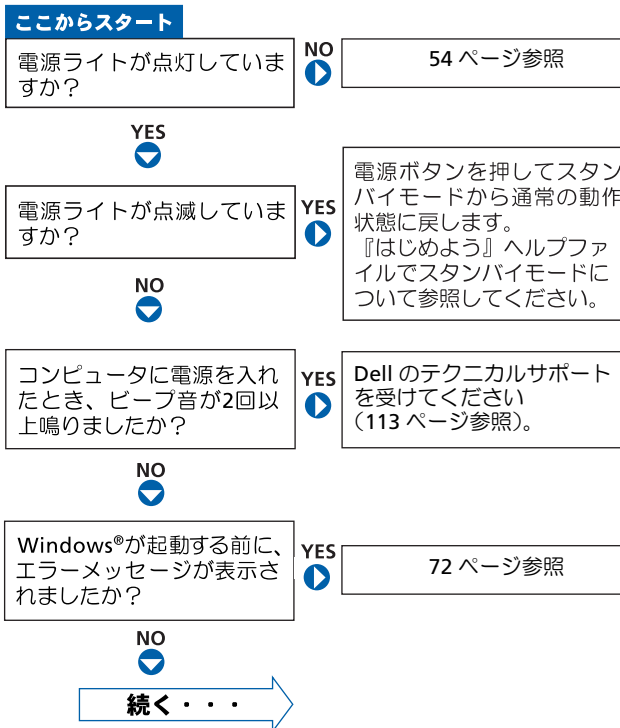 ここからスタート
電源ライトが点灯していま
すか？
NO
54 ページ参照
YES
電源ライトが点滅していま
すか？
YES
電源ボタンを押してスタン
バイモードから通常の動作
状態に戻します。
『はじめよう』ヘルプファ
イルでスタンバイモードに
ついて参照してください。
NO
コンピュータに電源を入れ
たとき、ビープ音が2回以
上鳴りましたか？
YES
Dell のテクニカルサポート
を受けてください
（113 ページ参照）。
NO
Windows®が起動する前に、
エラーメッセージが表示さ
れましたか？
YES
72 ページ参照
NO
続く・・・